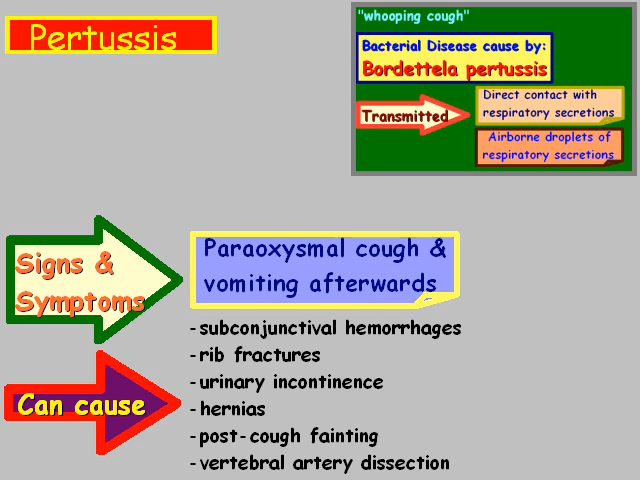 Pertussis
"whooping cough"
Bacterial Disease cause by:
Bordettela pertussis
Transmitted
Direct contact with
respiratory secretions
Airborne droplets of
respiratory secretions
Signs &
Symptoms
Paraoxysmal cough &
vomiting afterwards
Can cause
-subconjunctival hemorrhages
-rib fractures
-urinary incontinence
-hernias
-post-cough fainting
-vertebral artery dissection